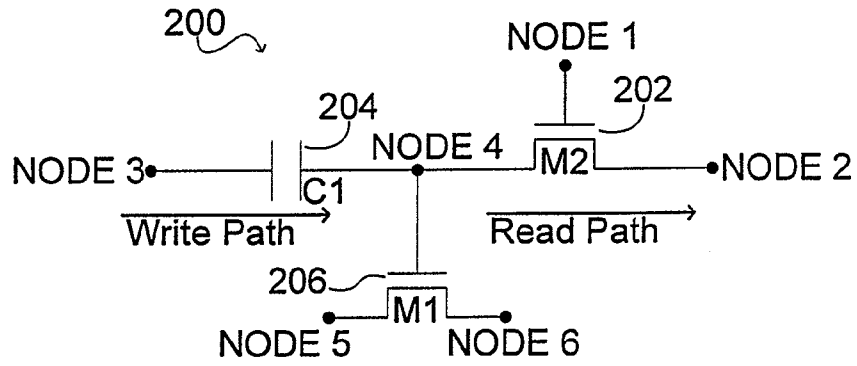 200
NODE 1
204
202
NODE 3
NODE 4
M2
NODE 2
C1
Write Path
Read Path
206
M1
NODE 5
NODE 6